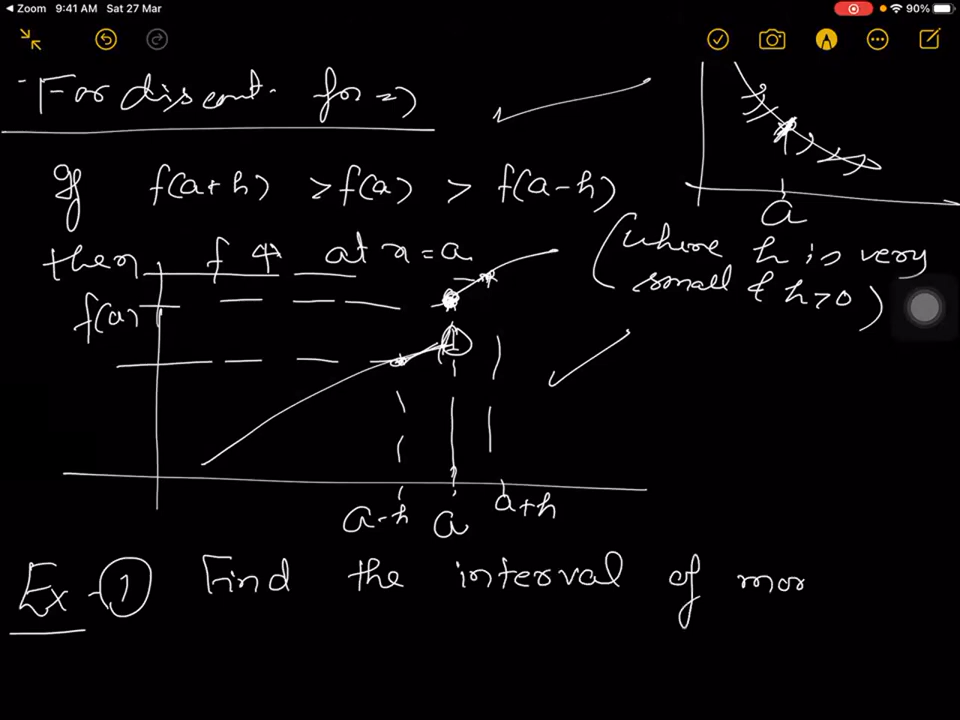 Zoom 9:41 AM Sat 27 Mar 90%
For discont. fn ⇒
If f(a+h) > f(a) > f(a-h)
then f ↑ at x = a.
(where h is very
small & h>0)
a
f(a)
a-h a a+h
Ex-① Find the interval of mon